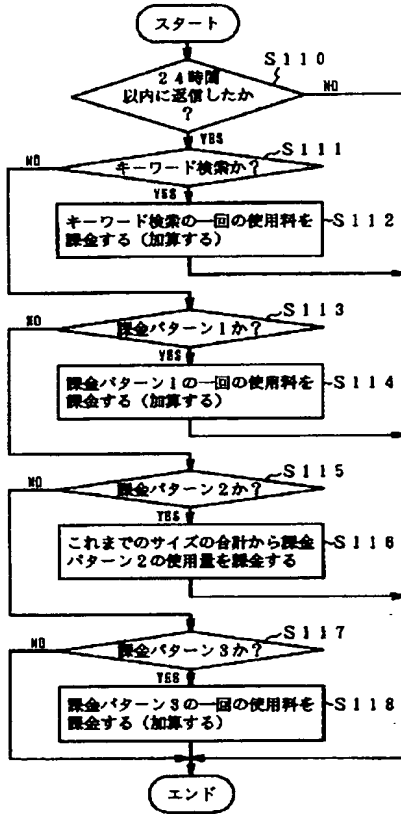 スタート
S110
24時間
以内に返信したか
?
NO
YES
S111
NO
キーワード検索か?
YES
キーワード検索の一回の使用料を
課金する(加算する)
S112
S113
NO
課金パターン1か?
YES
課金パターン1の一回の使用料を
課金する(加算する)
S114
S115
NO
課金パターン2か?
YES
これまでのサイズの合計から課金
パターン2の使用量を課金する
S116
S117
NO
課金パターン3か?
YES
課金パターン3の一回の使用料を
課金する(加算する)
S118
エンド